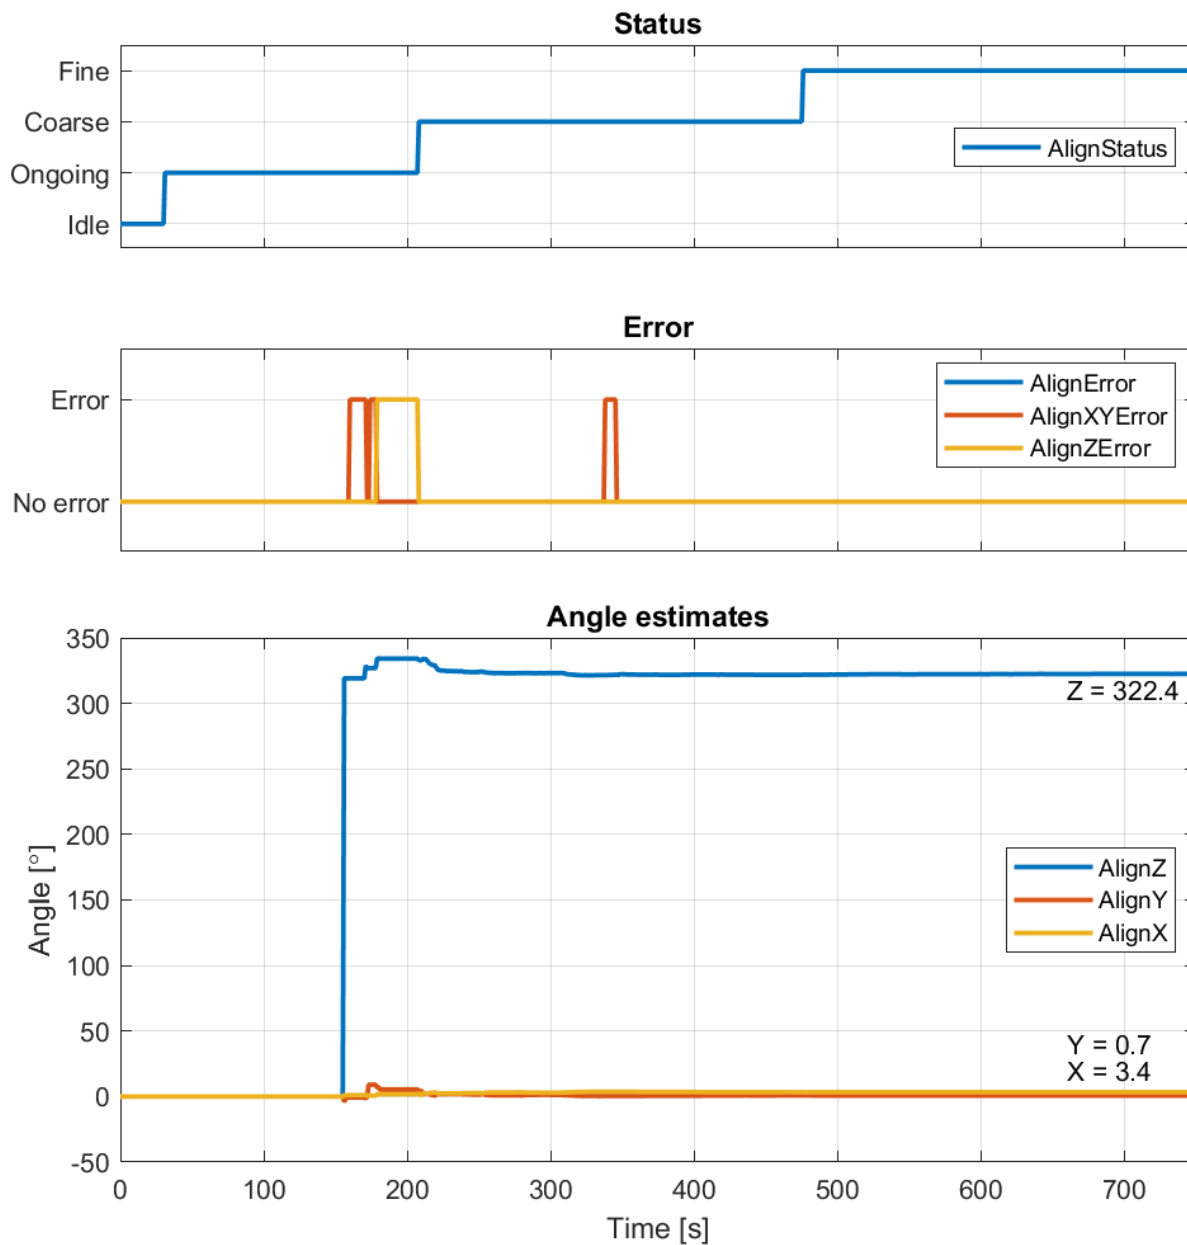 Status
Fine
Coarse
Ongoing
Idle
AlignStatus
Error
Error
No error
AlignError
AlignXYError
AlignZError
Angle estimates
350
300
250
200
150
100
50
0
-50
Angle [°]
Z = 322.4
AlignZ
AlignY
AlignX
Y = 0.7
X = 3.4
0 100 200 300 400 500 600 700
Time [s]